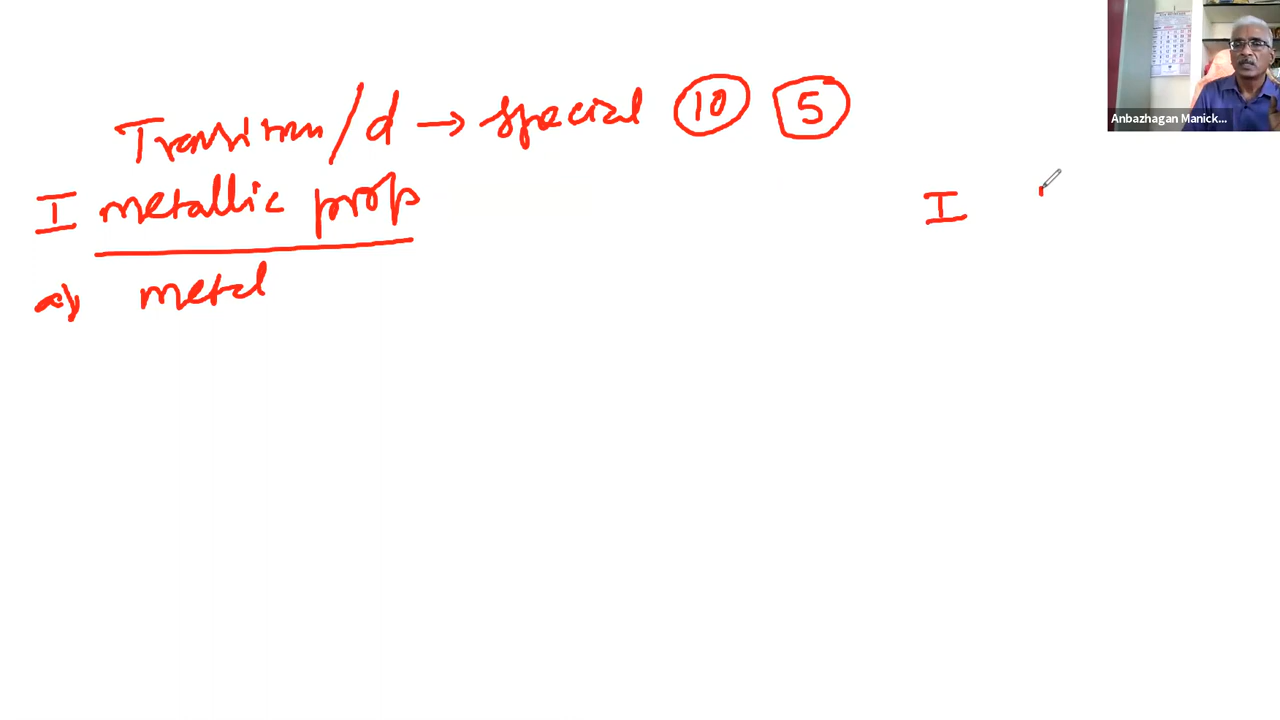 Transition/d → special 10 5
I metallic prop
I
a) metal
Anbazhagan Manick...